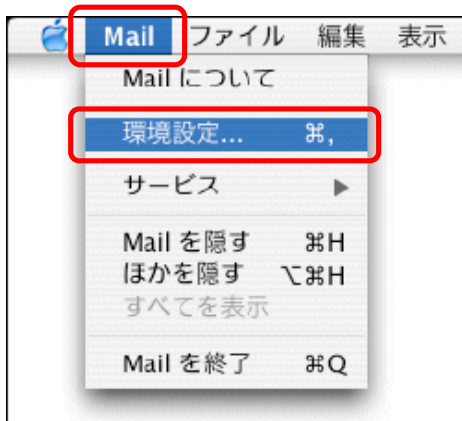 Mail ファイル 編集 表示
Mail について
環境設定... ⌘,
サービス ▶
Mail を隠す ⌘H
ほかを隠す ⌥⌘H
すべてを表示
Mail を終了 ⌘Q